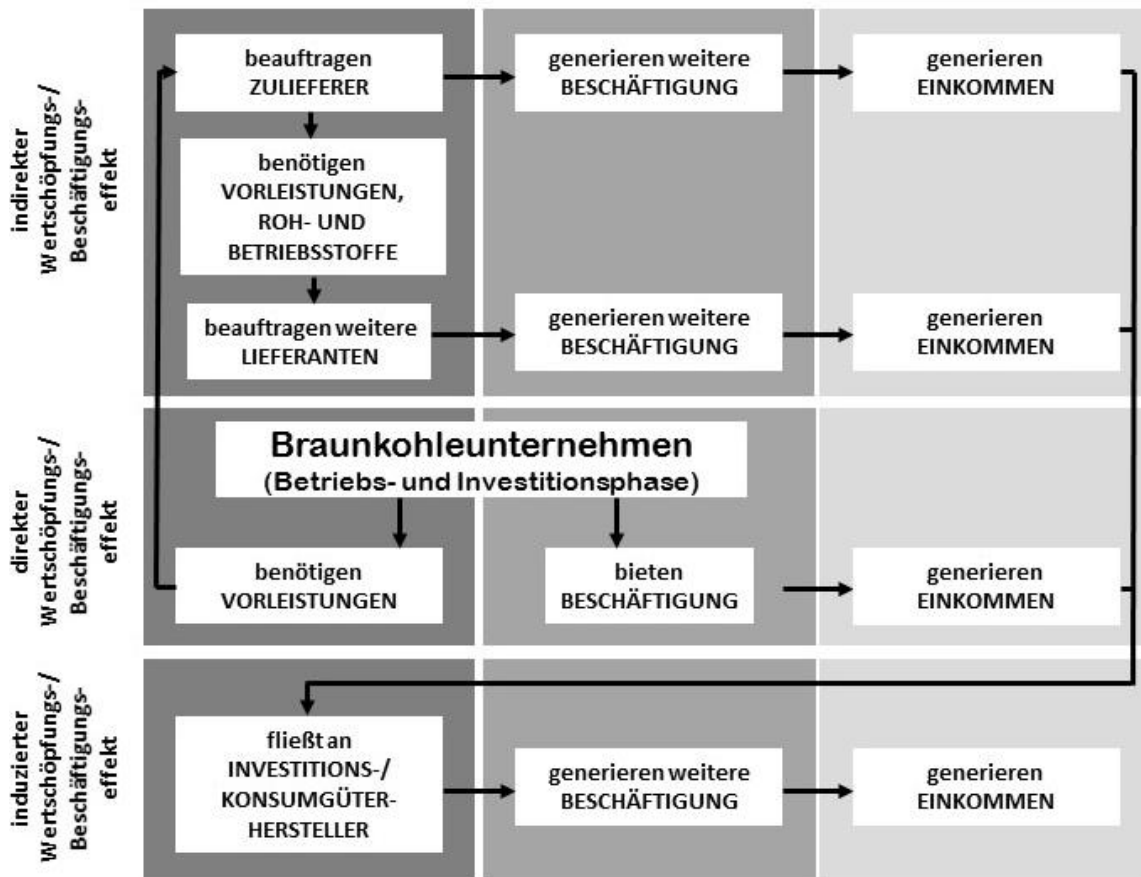 indirekter
Wertschöpfungs-/
Beschäftigungs-
effekt
beauftragen
ZULIEFERER
generieren weitere
BESCHÄFTIGUNG
generieren
EINKOMMEN
benötigen
VORLEISTUNGEN,
ROH- UND
BETRIEBSSTOFFE
beauftragen weitere
LIEFERANTEN
generieren weitere
BESCHÄFTIGUNG
generieren
EINKOMMEN
direkter
Wertschöpfungs-/
Beschäftigungs-
effekt
Braunkohleunternehmen
(Betriebs- und Investitionsphase)
benötigen
VORLEISTUNGEN
bieten
BESCHÄFTIGUNG
generieren
EINKOMMEN
induzierter
Wertschöpfungs-/
Beschäftigungs-
effekt
fließt an
INVESTITIONS-/
KONSUMGÜTER-
HERSTELLER
generieren weitere
BESCHÄFTIGUNG
generieren
EINKOMMEN